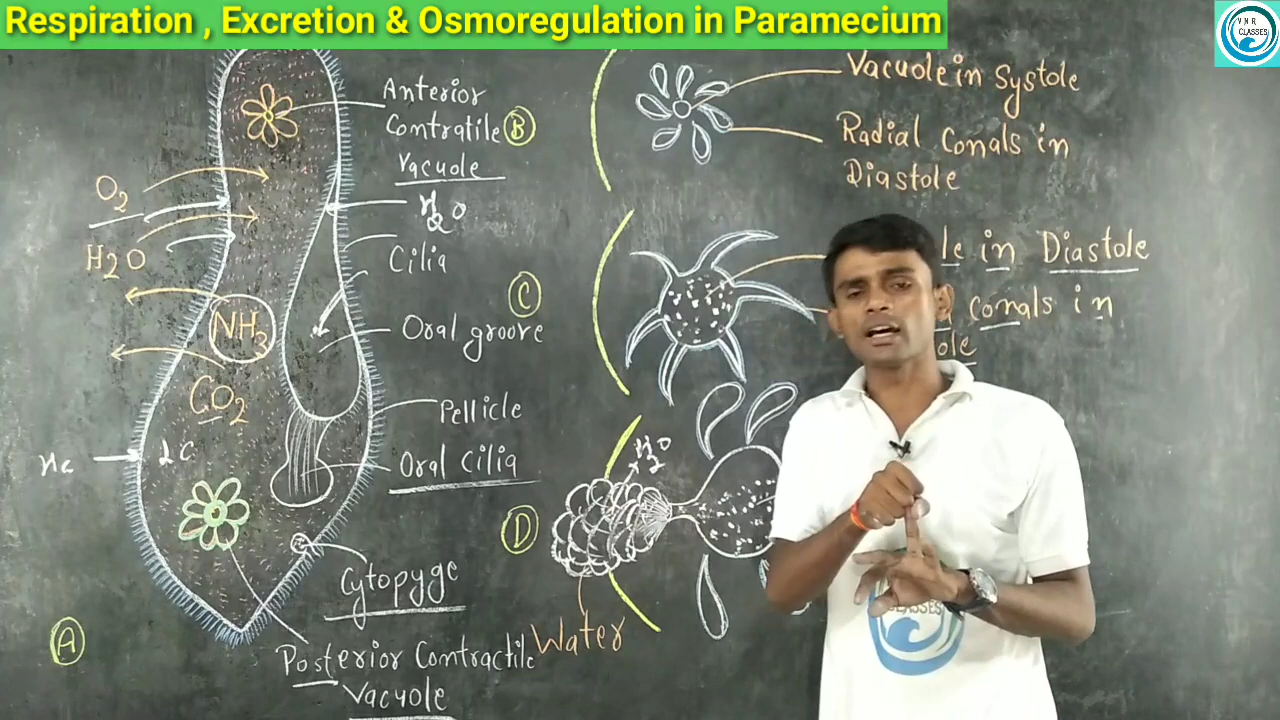 Respiration , Excretion & Osmoregulation in Paramecium
VNR
CLASSES
Anterior
Contratile
Vacuole
B
O2
H2O
H2O
Cilia
Oral groove
NH3
CO2
Pellicle
Oral Cilia
Cytopyge
Posterior Contractile
Vacuole
A
Vacuole in Systole
Radial Conals in
Diastole
C
le in Diastole
conals in
ole
D
H2O
Water
CLASSES